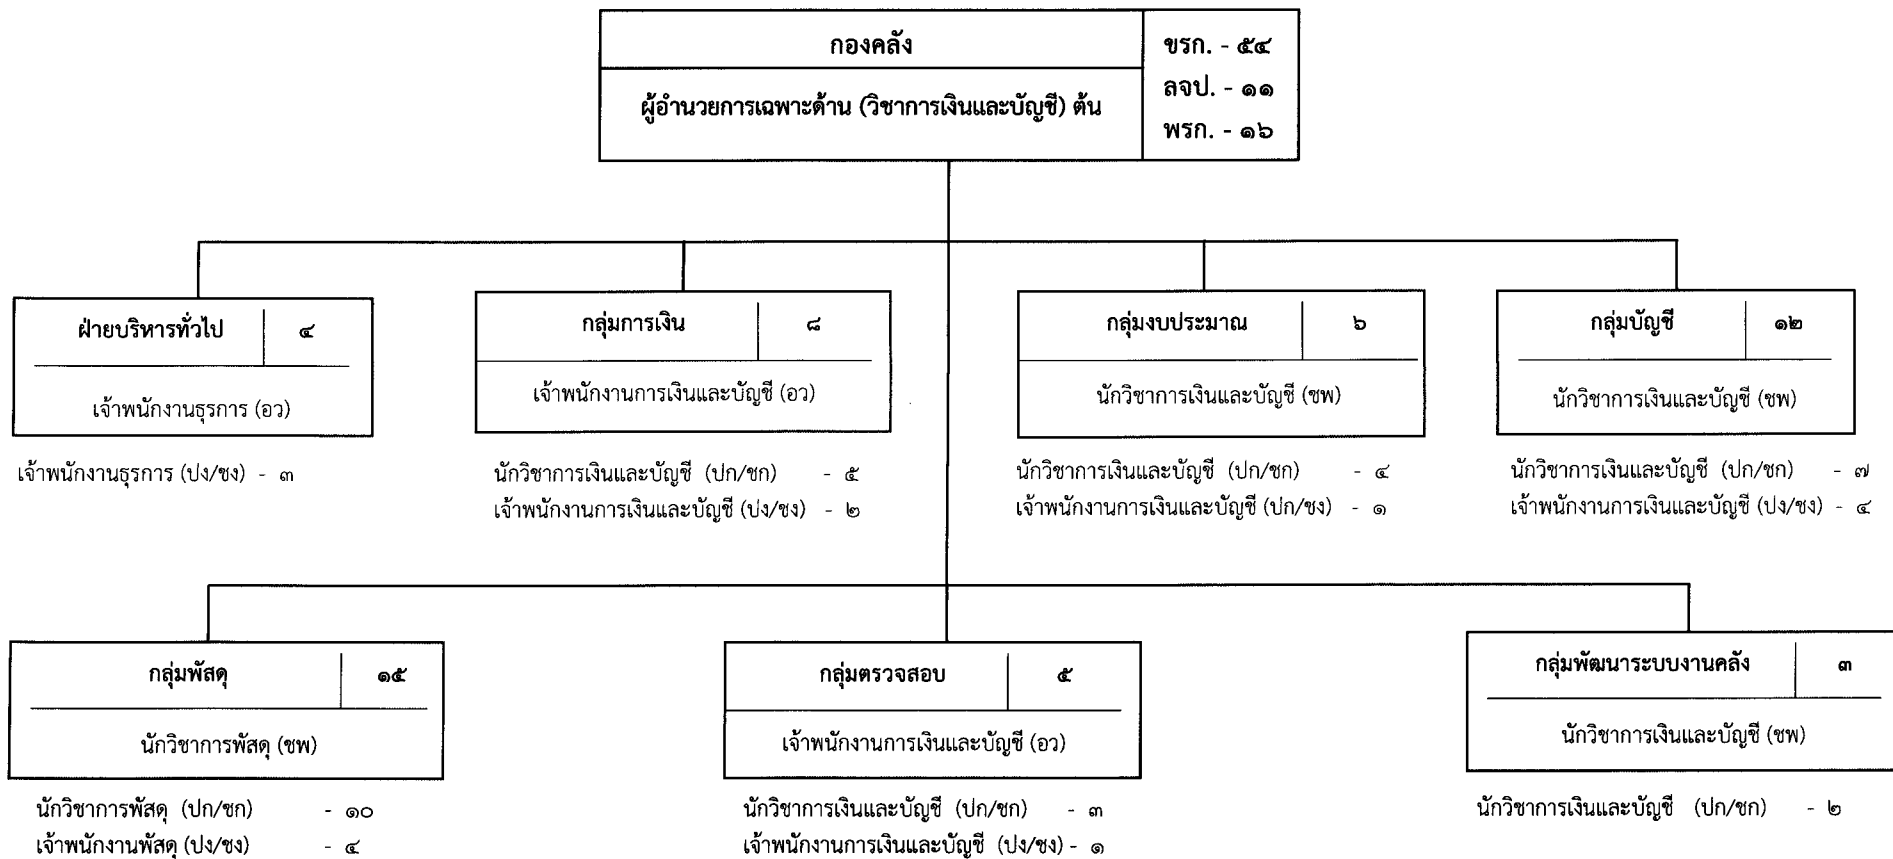 กองคลัง
ผู้อำนวยการเฉพาะด้าน (วิชาการเงินและบัญชี) ต้น
ขรก. - ๕๔
ลจป. - ๑๑
พรก. - ๑๖
ฝ่ายบริหารทั่วไป ๔
เจ้าพนักงานธุรการ (อว)
เจ้าพนักงานธุรการ (ปง/ชง) - ๓
กลุ่มการเงิน ๘
เจ้าพนักงานการเงินและบัญชี (อว)
นักวิชาการเงินและบัญชี (ปก/ชก) - ๕
เจ้าพนักงานการเงินและบัญชี (ป่ง/ชง) - ๒
กลุ่มงบประมาณ ๖
นักวิชาการเงินและบัญชี (ชพ)
นักวิชาการเงินและบัญชี (ปก/ชก) - ๔
เจ้าพนักงานการเงินและบัญชี (ปก/ชง) - ๑
กลุ่มบัญชี ๑๒
นักวิชาการเงินและบัญชี (ชพ)
นักวิชาการเงินและบัญชี (ปก/ชก) - ๗
เจ้าพนักงานการเงินและบัญชี (ปง/ชง) - ๔
กลุ่มพัสดุ ๑๕
นักวิชาการพัสดุ (ชพ)
นักวิชาการพัสดุ (ปก/ชก) - ๑๐
เจ้าพนักงานพัสดุ (ปง/ชง) - ๔
กลุ่มตรวจสอบ ๕
เจ้าพนักงานการเงินและบัญชี (อว)
นักวิชาการเงินและบัญชี (ปก/ชก) - ๓
เจ้าพนักงานการเงินและบัญชี (ปง/ชง) - ๑
กลุ่มพัฒนาระบบงานคลัง ๓
นักวิชาการเงินและบัญชี (ชพ)
นักวิชาการเงินและบัญชี (ปก/ชก) - ๒